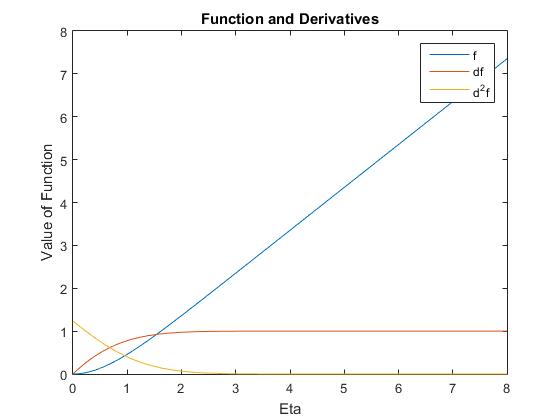 Function and Derivatives
f
df
d²f
Value of Function
8
7
6
5
4
3
2
1
0
0 1 2 3 4 5 6 7 8
Eta